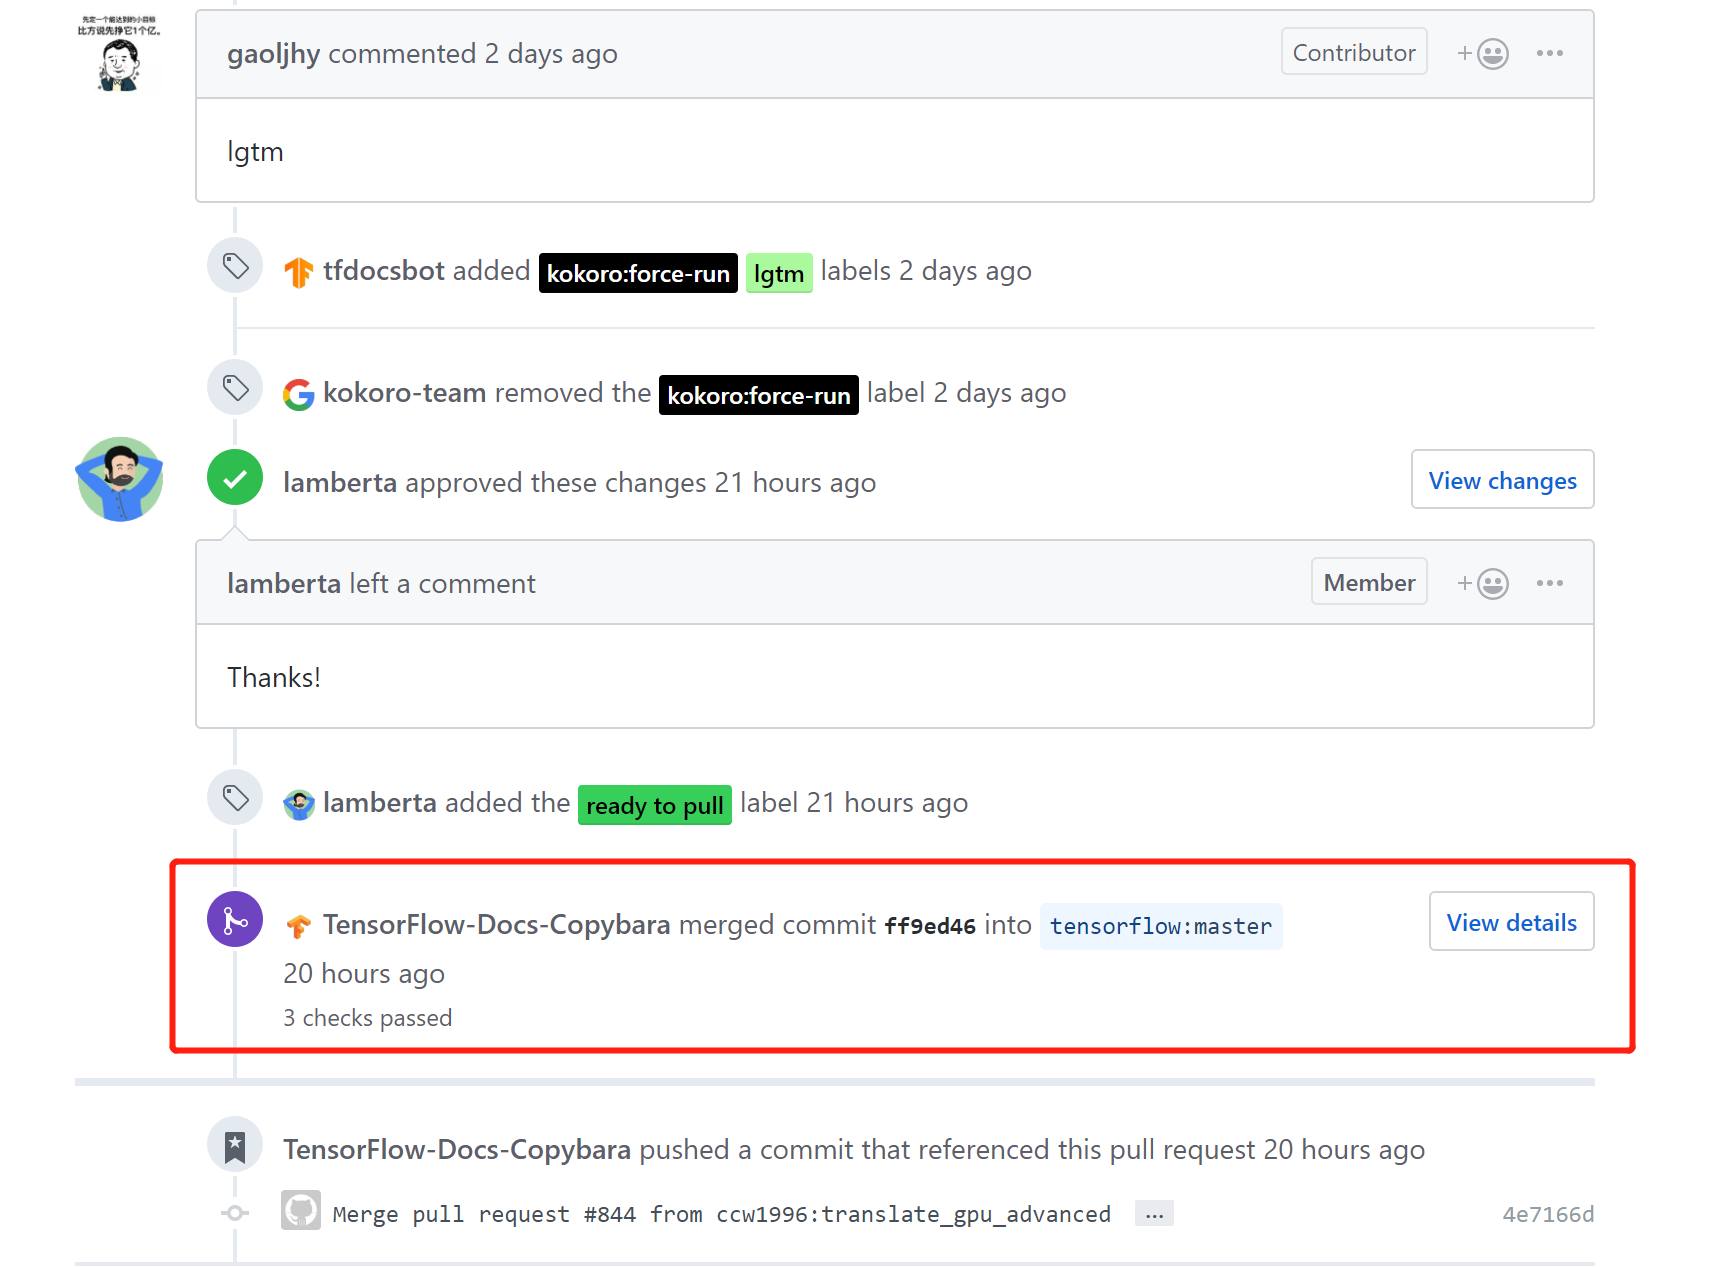 先定一个能达到的小目标
比方说先挣它1个亿。
gaoljhy commented 2 days ago
Contributor
lgtm
tfdocsbot added kokoro:force-run lgtm labels 2 days ago
kokoro-team removed the kokoro:force-run label 2 days ago
lamberta approved these changes 21 hours ago
View changes
lamberta left a comment
Member
Thanks!
lamberta added the ready to pull label 21 hours ago
TensorFlow-Docs-Copybara merged commit ff9ed46 into tensorflow:master
View details
20 hours ago
3 checks passed
TensorFlow-Docs-Copybara pushed a commit that referenced this pull request 20 hours ago
Merge pull request #844 from ccw1996:translate_gpu_advanced ...
4e7166d